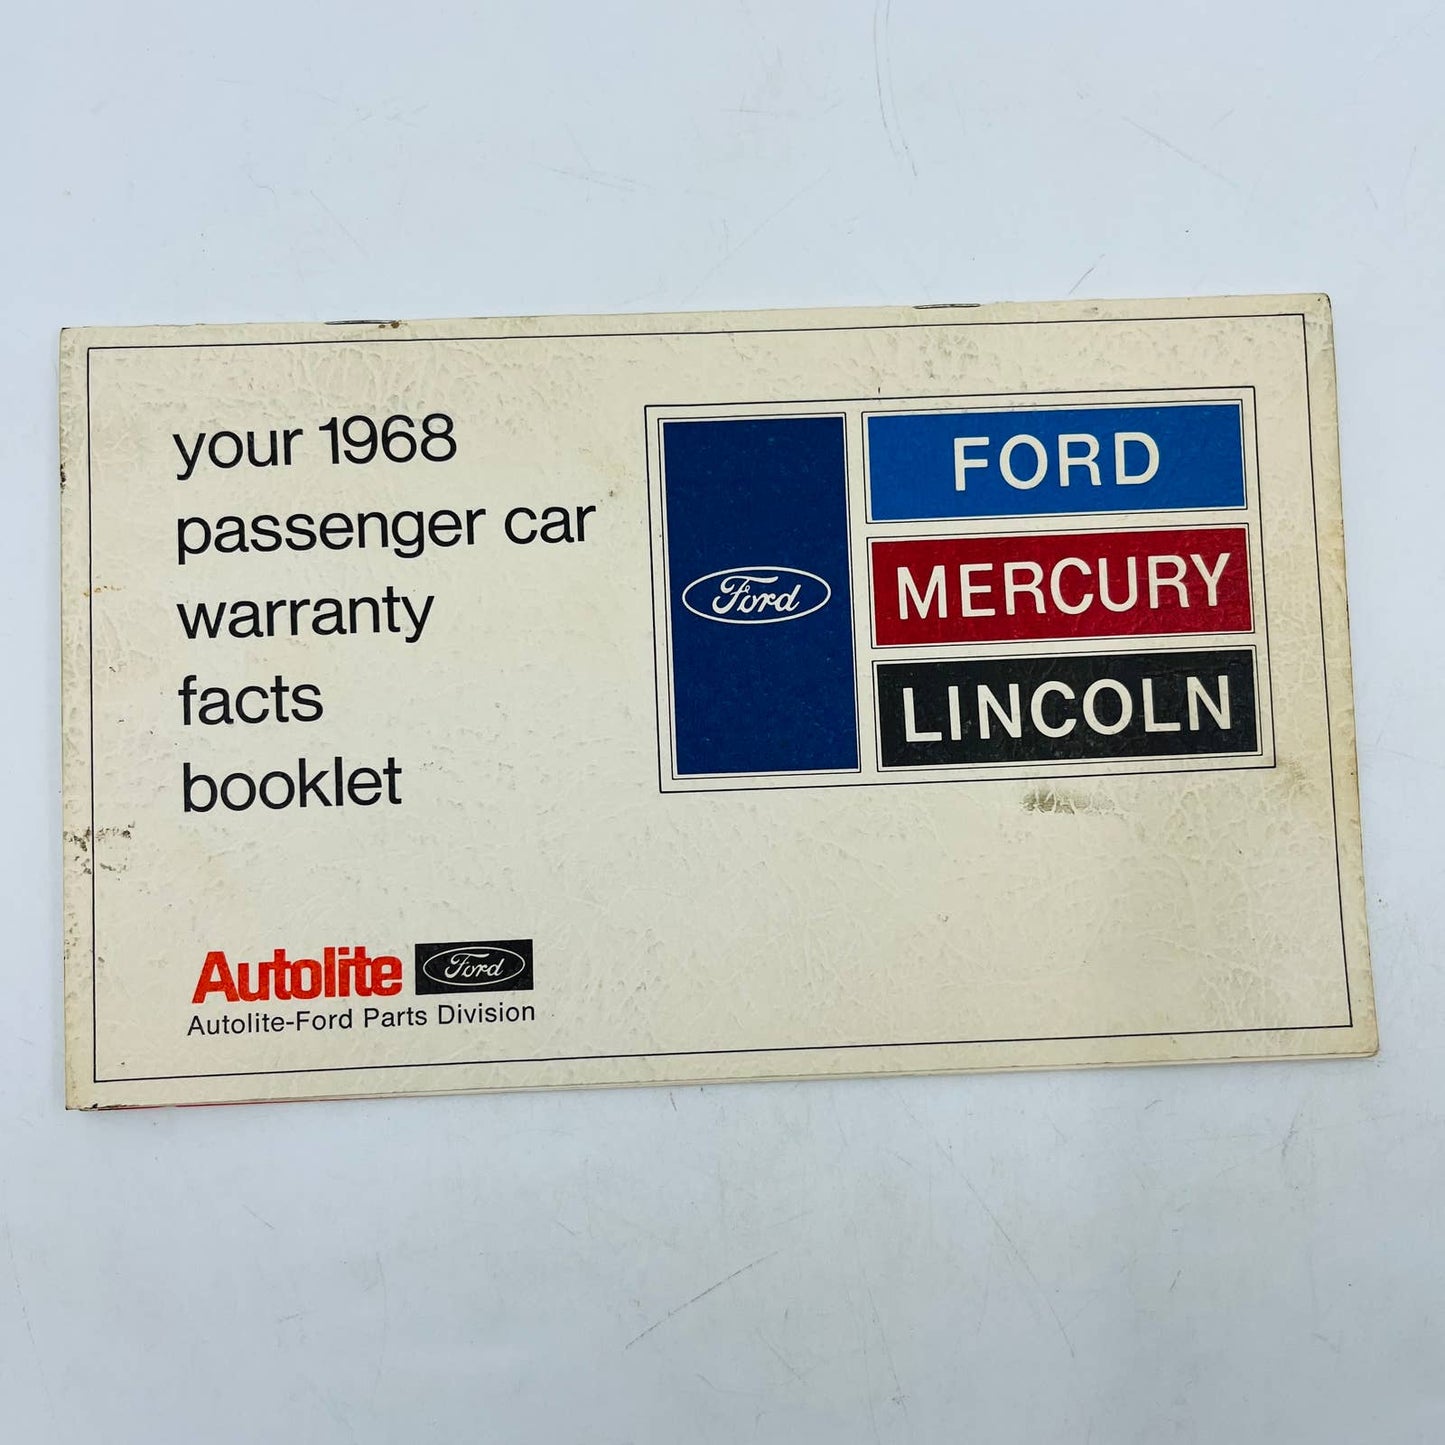 your 1968
passenger car
warranty
facts
booklet
Ford
FORD
MERCURY
LINCOLN
Autolite Ford
Autolite-Ford Parts Division